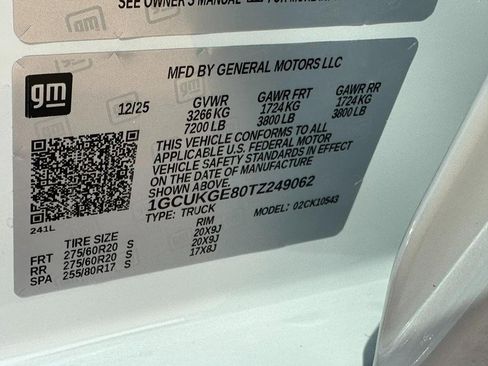 SEE OWNER'S MANUAL FOR MORE
gm
MFD BY GENERAL MOTORS LLC
12/25
GVWR GAWR FRT GAWR RR
3266 KG 1724 KG 1724 KG
7200 LB 3800 LB 3800 LB
THIS VEHICLE CONFORMS TO ALL
APPLICABLE U.S. FEDERAL MOTOR
VEHICLE SAFETY STANDARDS IN EFFECT
ON THE DATE OF MANUFACTURE
1GCUKGE80TZ249062
TYPE: TRUCK MODEL: 02CK10543
241L
TIRE SIZE RIM
FRT 275/60R20 S 20X9J
RR 275/60R20 S 20X9J
SPA 255/80R17 S 17X8J